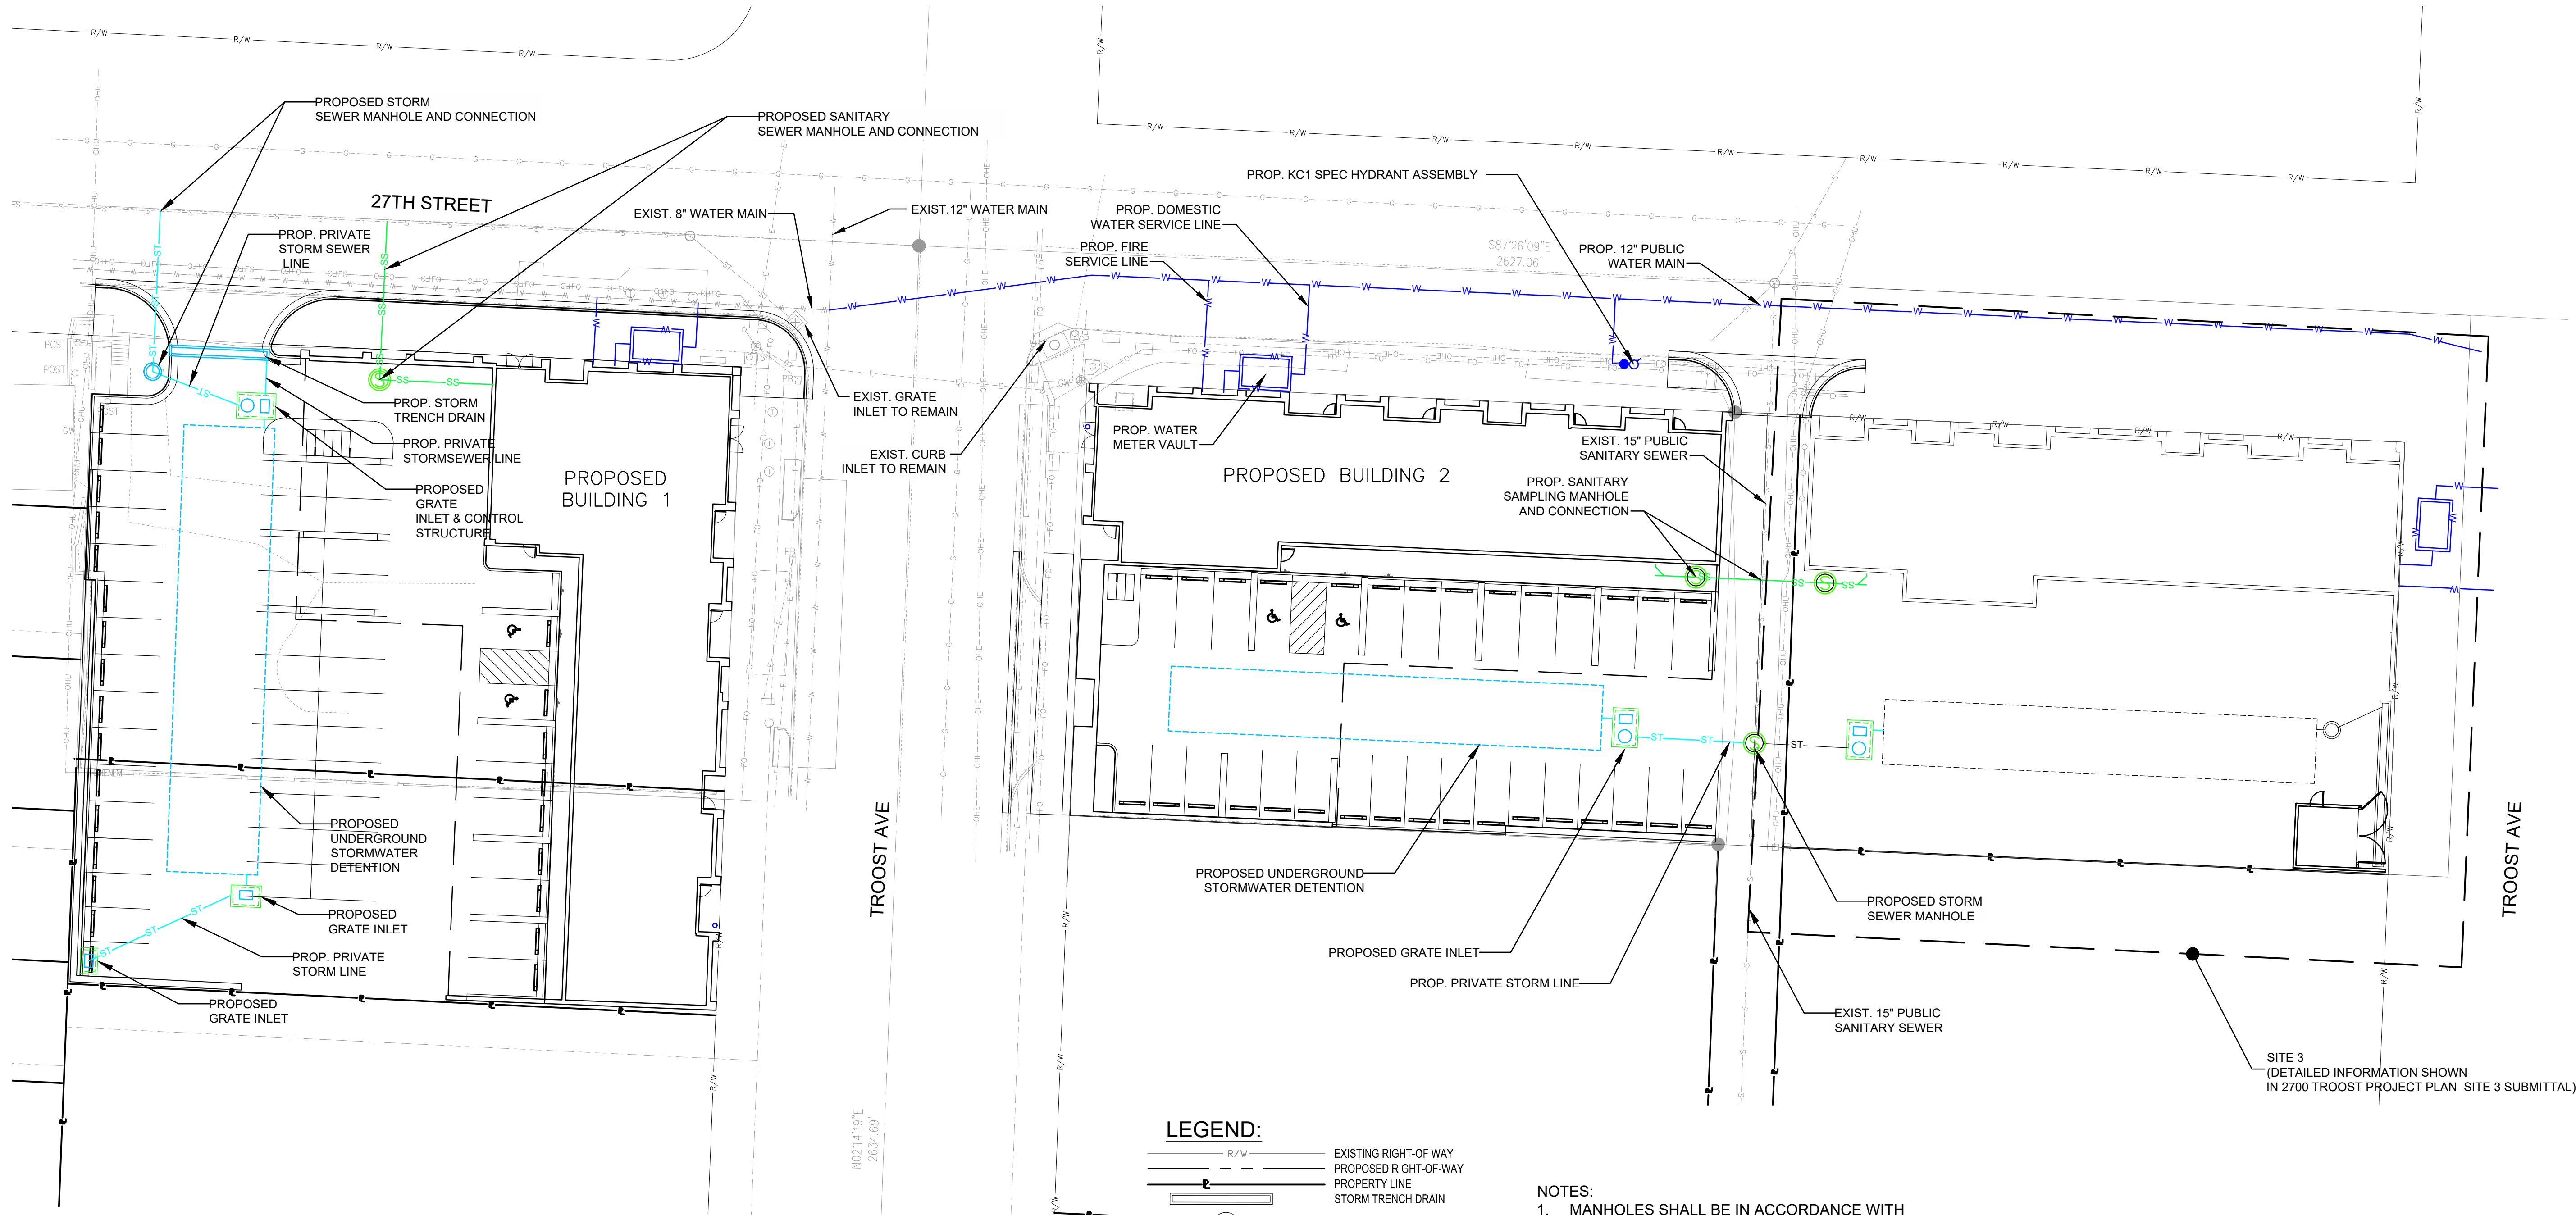 PROPOSED STORM
SEWER MANHOLE AND CONNECTION
PROPOSED SANITARY
SEWER MANHOLE AND CONNECTION
27TH STREET
PROP. PRIVATE
STORM SEWER
LINE
EXIST. 8" WATER MAIN
EXIST.12" WATER MAIN
PROP. KC1 SPEC HYDRANT ASSEMBLY
PROP. DOMESTIC
WATER SERVICE LINE
PROP. FIRE
SERVICE LINE
S87°26'09"E
2627.06'
PROP. 12" PUBLIC
WATER MAIN
POST
POST
POST
PROP. STORM
TRENCH DRAIN
PROP. PRIVATE
STORMSEWER LINE
PROPOSED
GRATE
INLET & CONTROL
STRUCTURE
PROPOSED
BUILDING 1
EXIST. GRATE
INLET TO REMAIN
EXIST. CURB
INLET TO REMAIN
PROP. WATER
METER VAULT
PROPOSED BUILDING 2
EXIST. 15" PUBLIC
SANITARY SEWER
PROP. SANITARY
SAMPLING MANHOLE
AND CONNECTION
PROPOSED
UNDERGROUND
STORMWATER
DETENTION
PROPOSED
GRATE INLET
PROP. PRIVATE
STORM LINE
PROPOSED
GRATE INLET
TROOST AVE
N02°14'19"E
2634.69'
PROPOSED UNDERGROUND
STORMWATER DETENTION
PROPOSED GRATE INLET
PROP. PRIVATE STORM LINE
PROPOSED STORM
SEWER MANHOLE
EXIST. 15" PUBLIC
SANITARY SEWER
TROOST AVE
SITE 3
(DETAILED INFORMATION SHOWN
IN 2700 TROOST PROJECT PLAN SITE 3 SUBMITTAL)
LEGEND:
R/W EXISTING RIGHT-OF WAY
PROPOSED RIGHT-OF-WAY
PROPERTY LINE
STORM TRENCH DRAIN
NOTES:
1. MANHOLES SHALL BE IN ACCORDANCE WITH